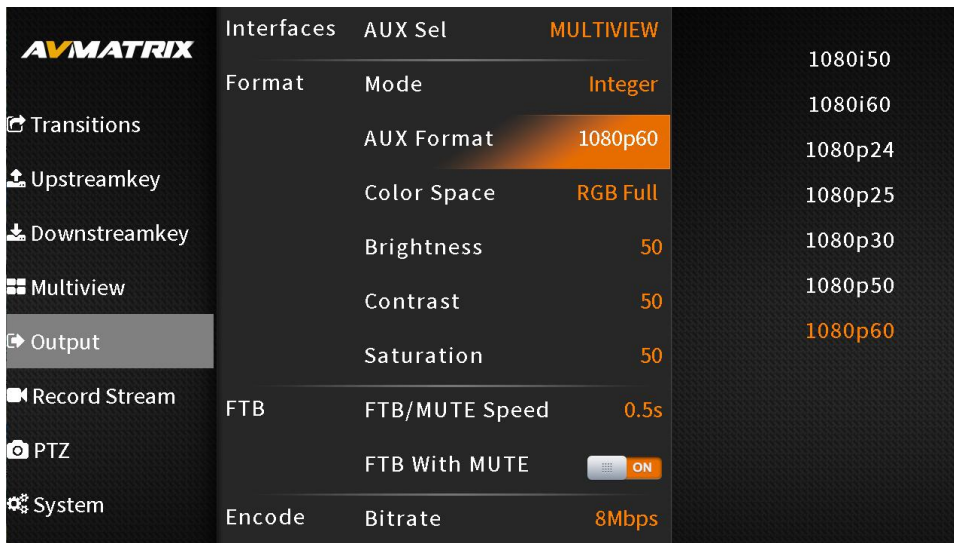 AVMATRIX
Transitions
Upstreamkey
Downstreamkey
Multiview
Output
Record Stream
PTZ
System
Interfaces AUX Sel MULTIVIEW
Format Mode Integer
AUX Format 1080p60
Color Space RGB Full
Brightness 50
Contrast 50
Saturation 50
FTB FTB/MUTE Speed 0.5s
FTB With MUTE ON
Encode Bitrate 8Mbps
1080i50
1080i60
1080p24
1080p25
1080p30
1080p50
1080p60